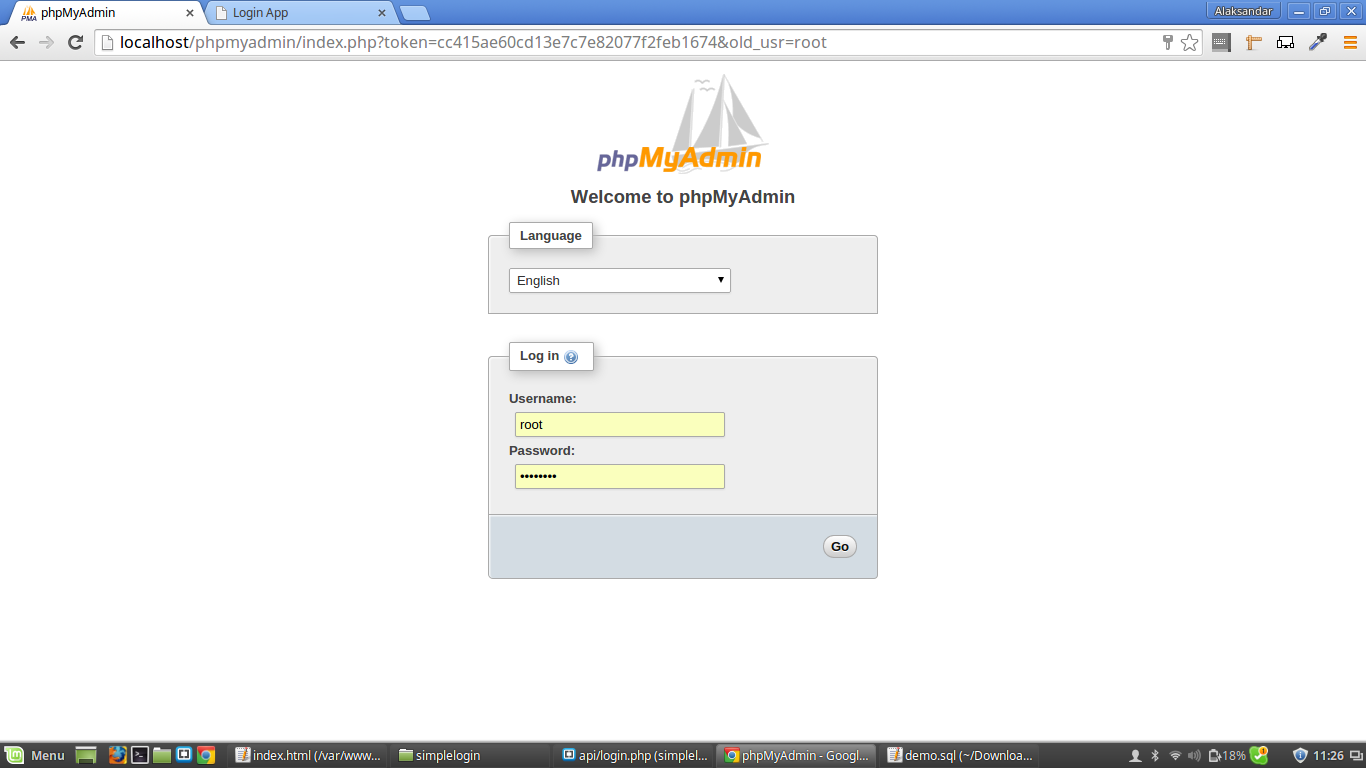 phpMyAdmin
Login App
Alaksandar
localhost/phpmyadmin/index.php?token=cc415ae60cd13e7c7e82077f2feb1674&old_usr=root
phpMyAdmin
Welcome to phpMyAdmin
Language
English
Log in
Username:
root
Password:
••••••••
Go
Menu index.html (/var/www... simplelogin api/login.php (simplel... phpMyAdmin - Googl... demo.sql (~/Downloa... 18% 11:26